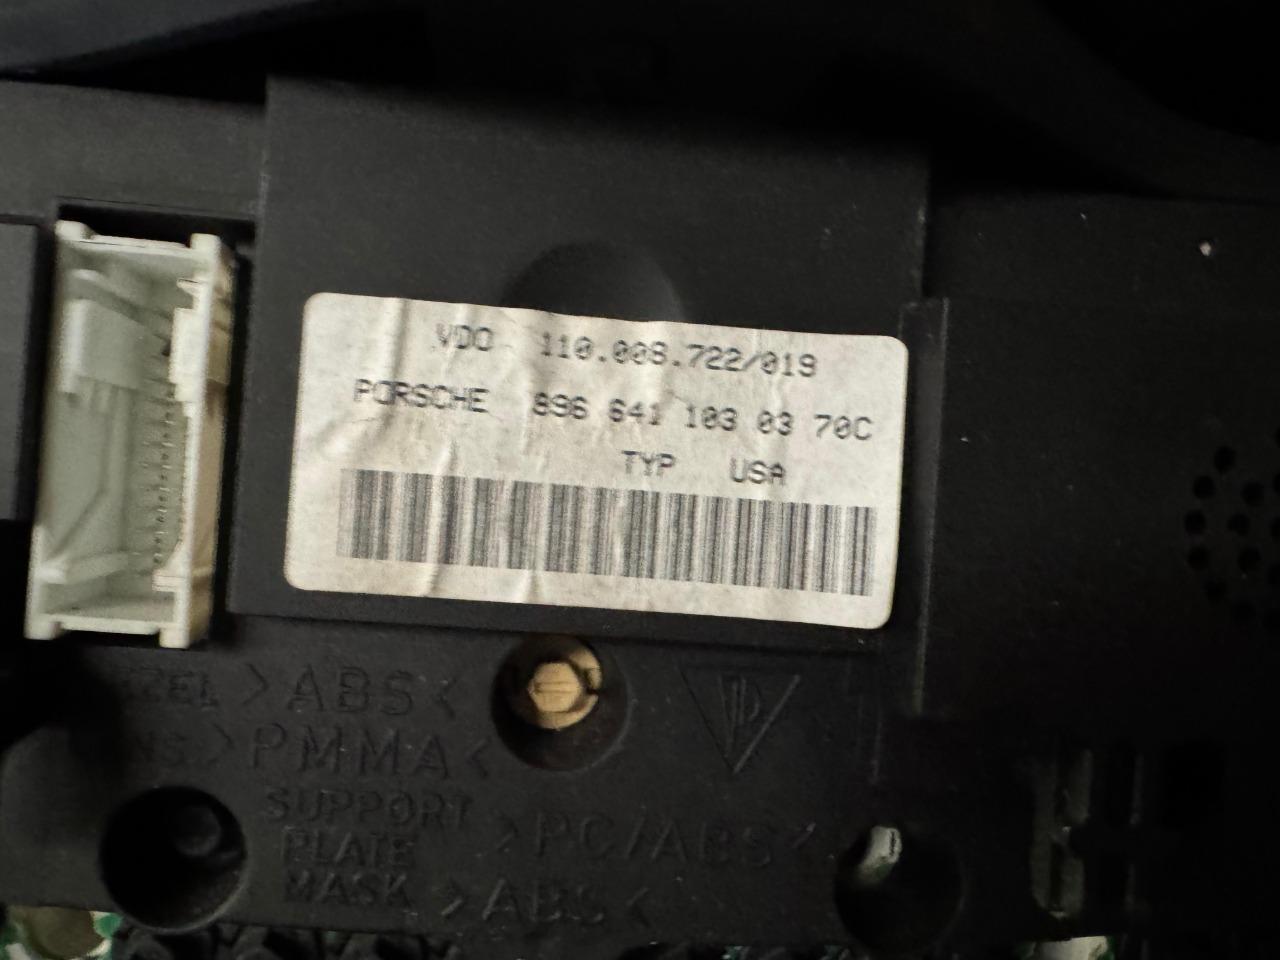 VDO 110.008.722/019
PORSCHE 996 641 103 03 70C
TYP USA
>ABS<
>PMMA<
SUPPORT
PLATE >PC/ABS<
MASK >ABS<